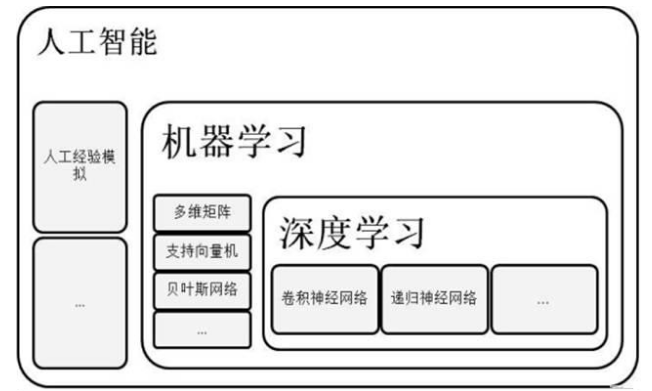 人工智能
人工经验模
拟
...
机器学习
多维矩阵
支持向量机
贝叶斯网络
...
深度学习
卷积神经网络
递归神经网络
...